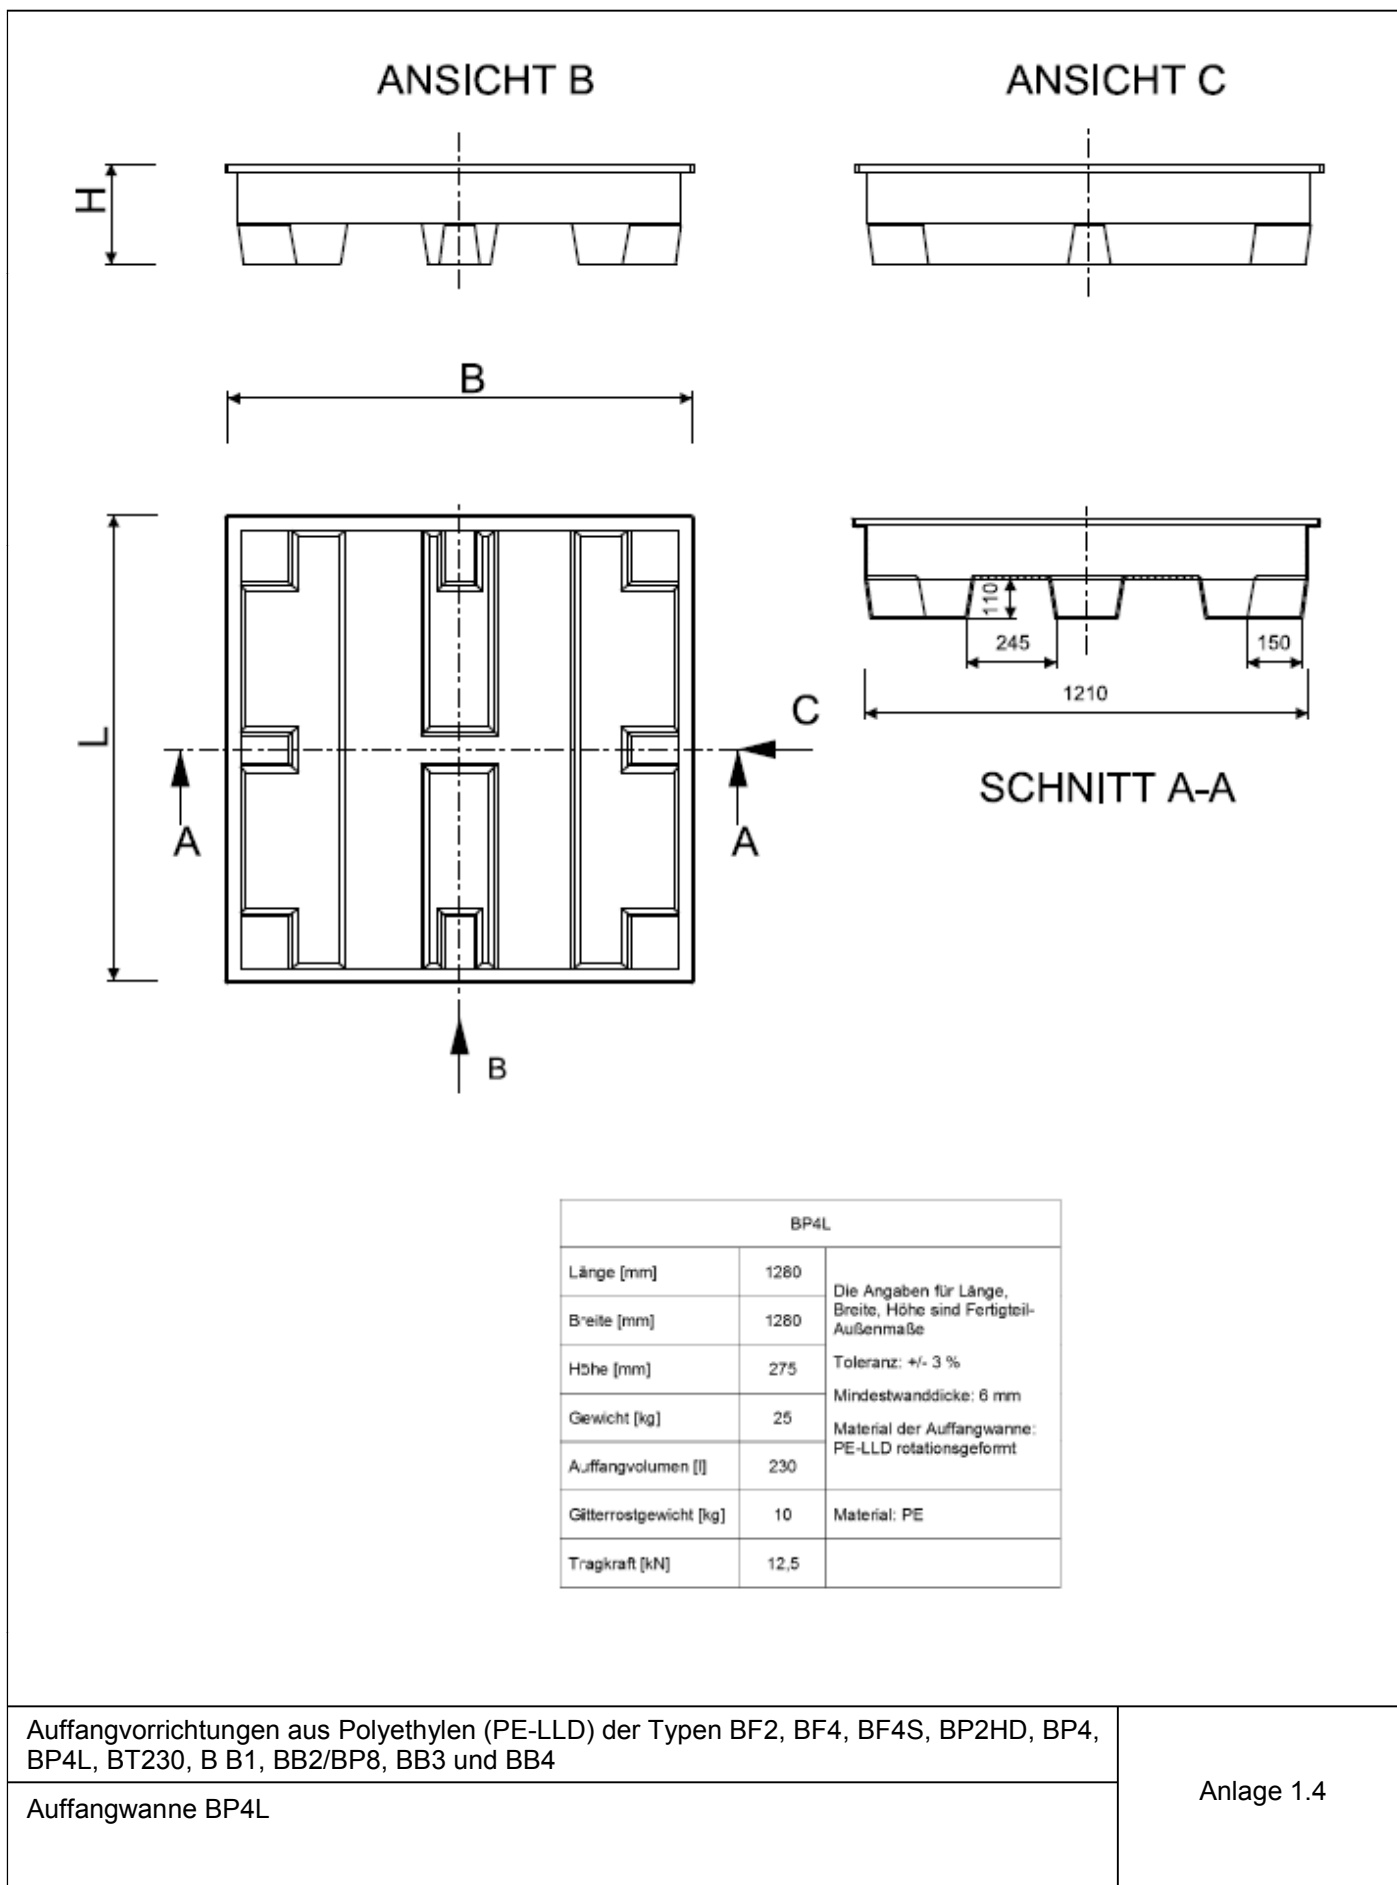 ANSICHT B
ANSICHT C
H
B
L
A
A
C
B
110
245
150
1210
SCHNITT A-A
BP4L
Länge [mm] 1280
Breite [mm] 1280
Höhe [mm] 275
Gewicht [kg] 25
Auffangvolumen [l] 230
Die Angaben für Länge,
Breite, Höhe sind Fertigteil-
Außenmaße
Toleranz: +/- 3 %
Mindestwanddicke: 6 mm
Material der Auffangwanne:
PE-LLD rotationsgeformt
Gitterrostgewicht [kg] 10 Material: PE
Tragkraft [kN] 12,5
Auffangvorrichtungen aus Polyethylen (PE-LLD) der Typen BF2, BF4, BF4S, BP2HD, BP4,
BP4L, BT230, B B1, BB2/BP8, BB3 und BB4
Auffangwanne BP4L
Anlage 1.4